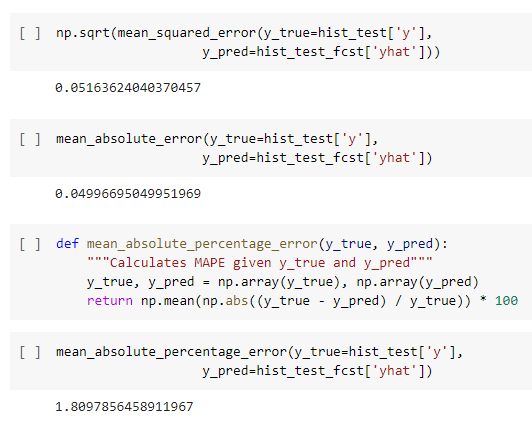 [ ] np.sqrt(mean_squared_error(y_true=hist_test['y'],
y_pred=hist_test_fcst['yhat']))
0.05163624040370457
[ ] mean_absolute_error(y_true=hist_test['y'],
y_pred=hist_test_fcst['yhat'])
0.04996695049951969
[ ] def mean_absolute_percentage_error(y_true, y_pred):
"""Calculates MAPE given y_true and y_pred"""
y_true, y_pred = np.array(y_true), np.array(y_pred)
return np.mean(np.abs((y_true - y_pred) / y_true)) * 100
[ ] mean_absolute_percentage_error(y_true=hist_test['y'],
y_pred=hist_test_fcst['yhat'])
1.8097856458911967